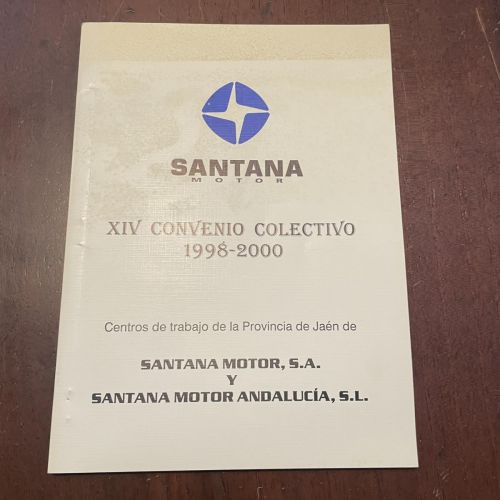 SANTANA
MOTOR
XIV CONVENIO COLECTIVO
1998-2000
Centros de trabajo de la Provincia de Jaén de
SANTANA MOTOR, S.A.
Y
SANTANA MOTOR ANDALUCÍA, S.L.